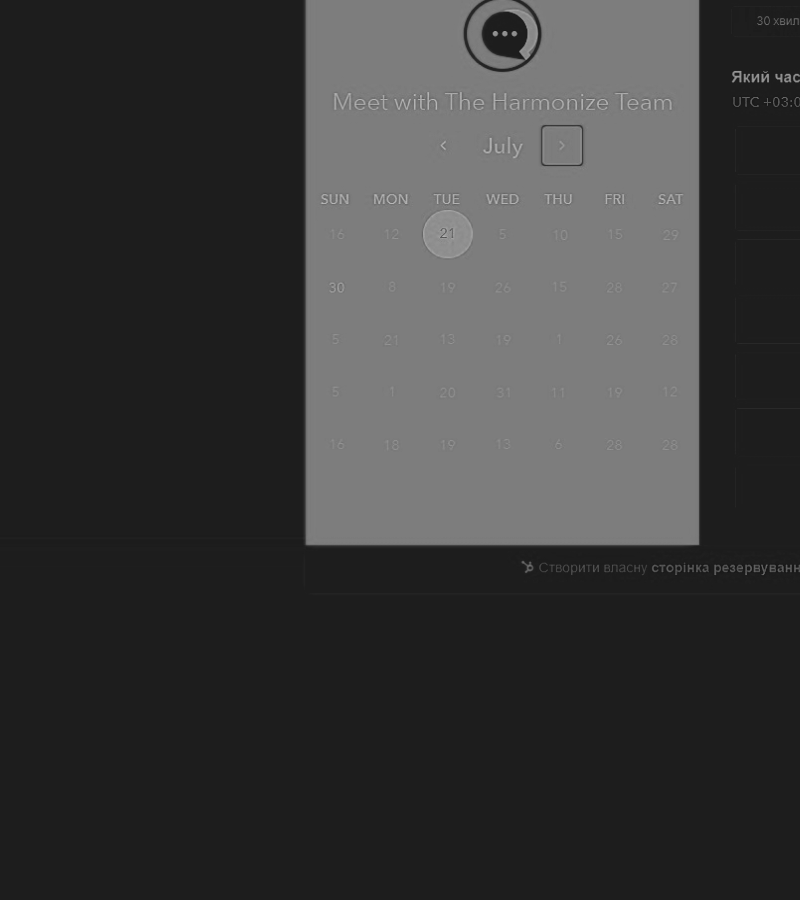 Meet with The Harmonize Team
July
SUN MON TUE WED THU FRI SAT
16 12 21 5 10 15 29
30 8 19 26 15 28 27
5 21 13 19 1 26 28
5 1 20 31 11 19 12
16 18 19 13 6 28 28
30 хвил
Який час
UTC +03:0
Створити власну сторінка резервуванн